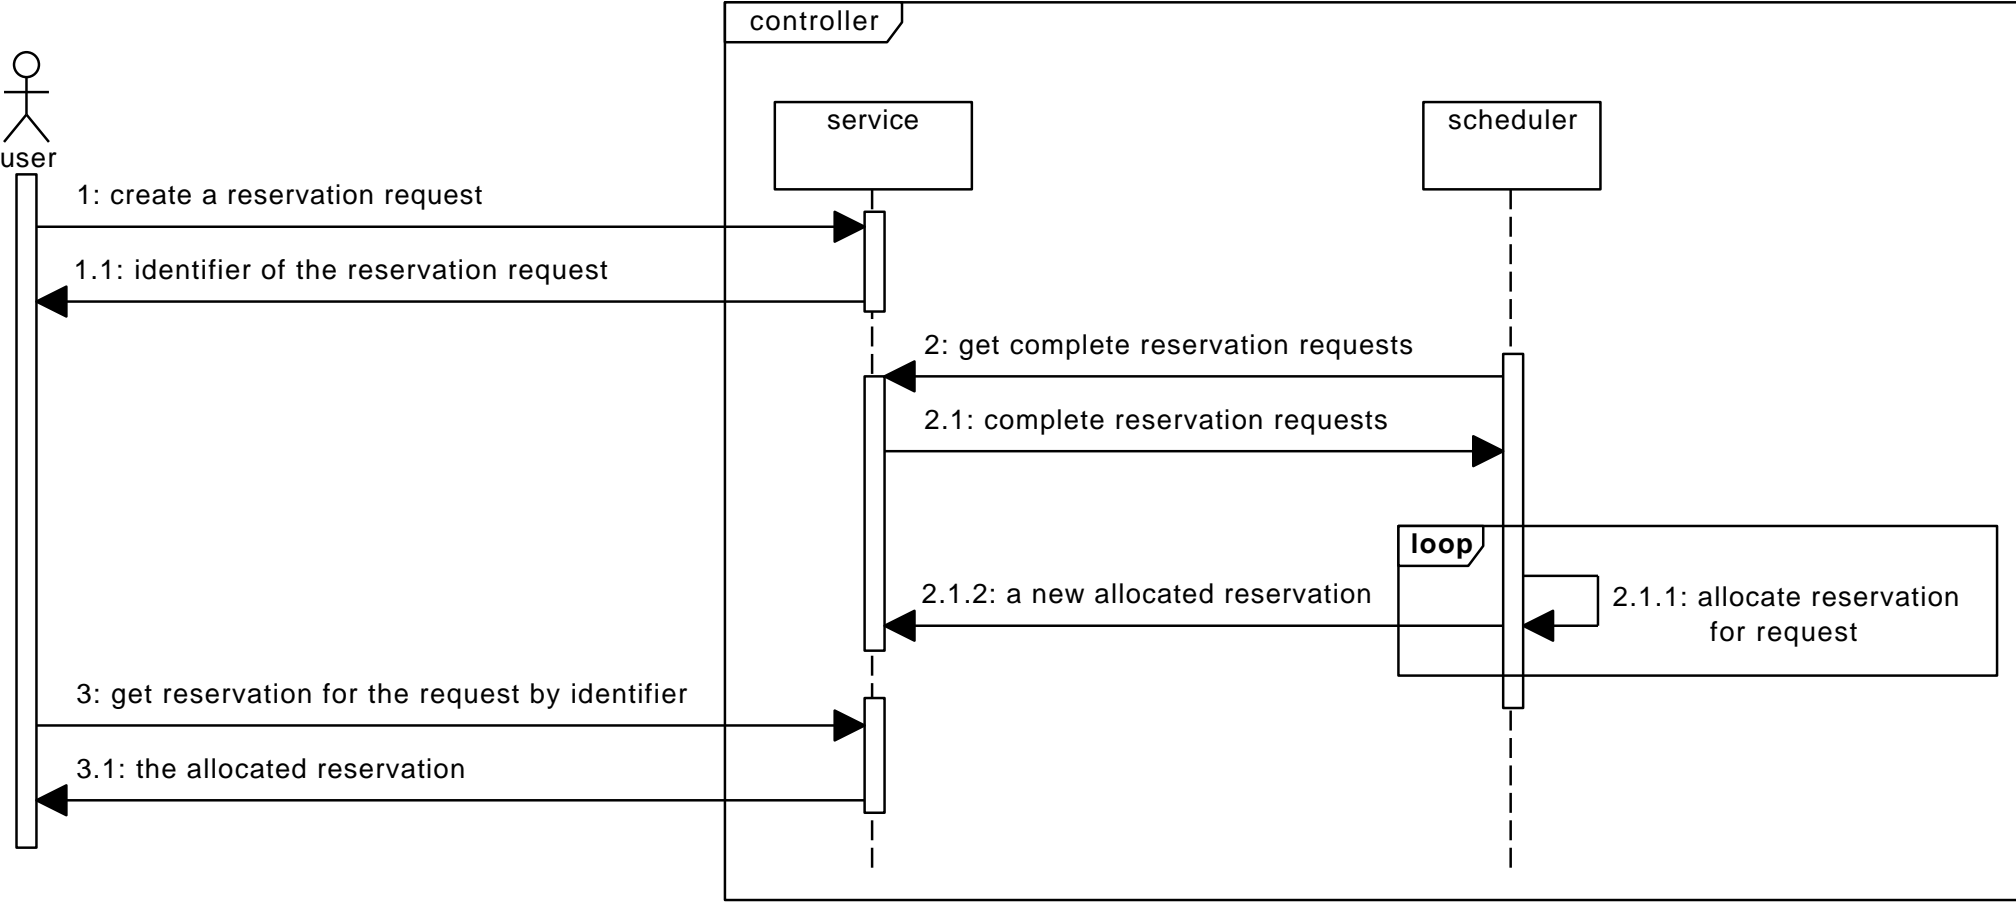 controller
user
service
scheduler
1: create a reservation request
1.1: identifier of the reservation request
2: get complete reservation requests
2.1: complete reservation requests
loop
2.1.1: allocate reservation
for request
2.1.2: a new allocated reservation
3: get reservation for the request by identifier
3.1: the allocated reservation